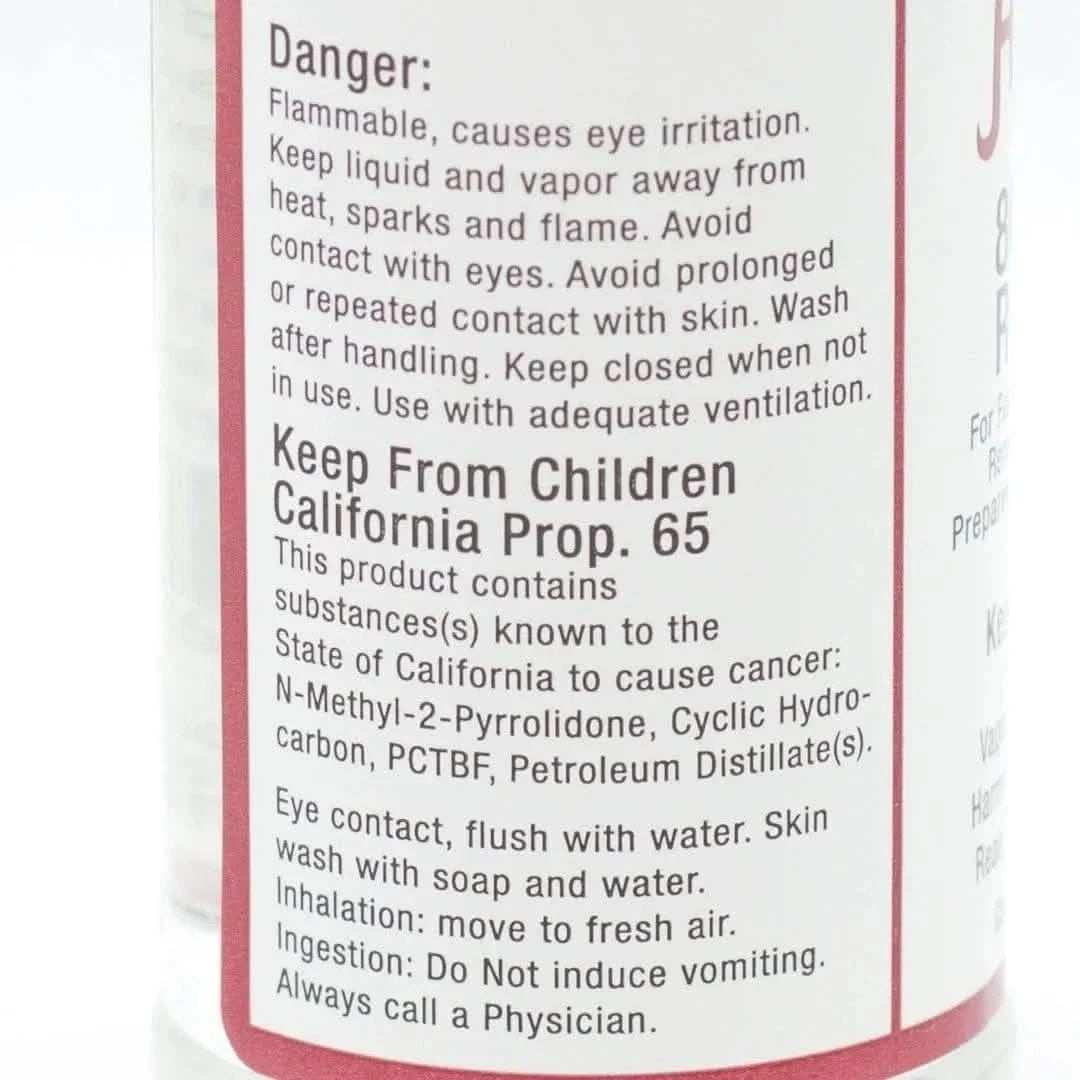 Danger:
Flammable, causes eye irritation.
Keep liquid and vapor away from
heat, sparks and flame. Avoid
contact with eyes. Avoid prolonged
or repeated contact with skin. Wash
after handling. Keep closed when not
in use. Use with adequate ventilation.
Keep From Children
California Prop. 65
This product contains
substances(s) known to the
State of California to cause cancer:
N-Methyl-2-Pyrrolidone, Cyclic Hydro-
carbon, PCTBF, Petroleum Distillate(s).
Eye contact, flush with water. Skin
wash with soap and water.
Inhalation: move to fresh air.
Ingestion: Do Not induce vomiting.
Always call a Physician.
8
For